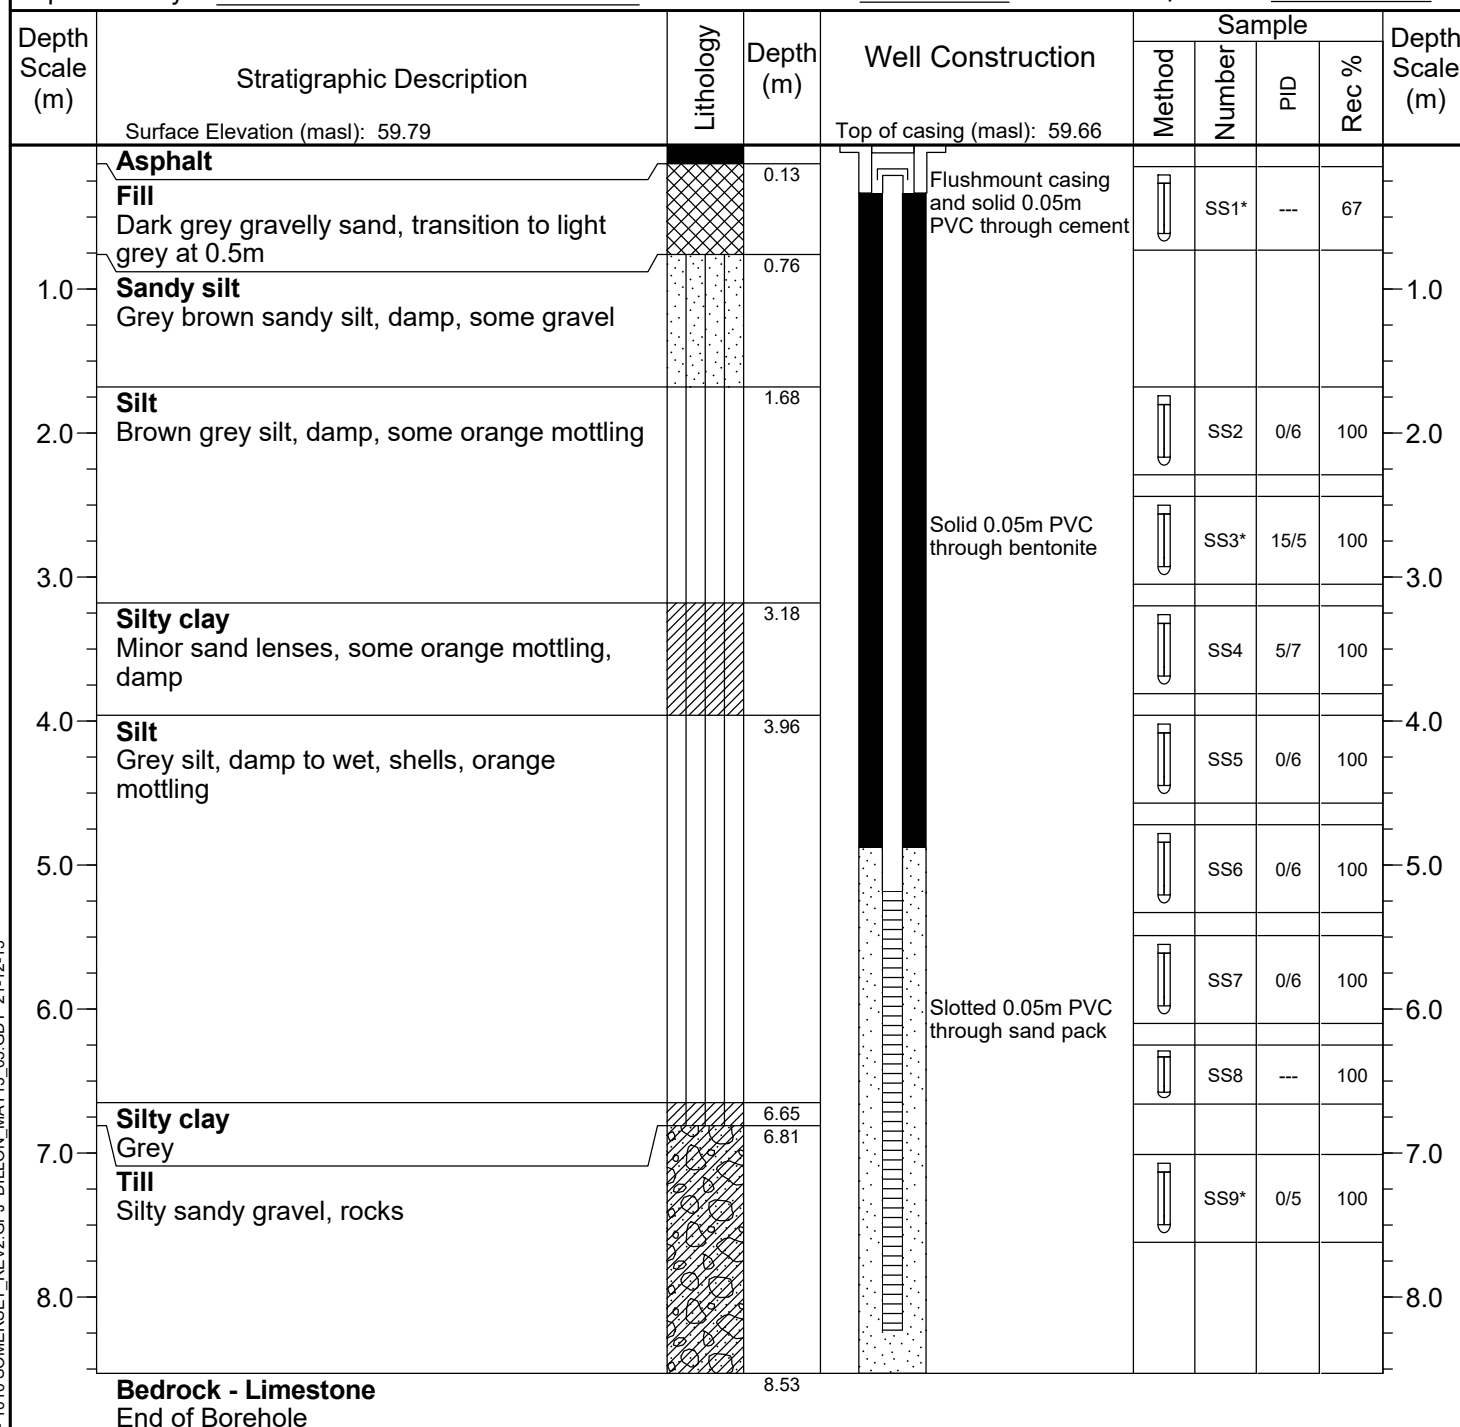 Depth
Scale
(m)
Stratigraphic Description
Surface Elevation (masl): 59.79
Lithology
Depth
(m)
Well Construction
Top of casing (masl): 59.66
Sample
Method
Number
PID
Rec %
Depth
Scale
(m)
Asphalt
0.13
Fill
Dark grey gravelly sand, transition to light
grey at 0.5m
0.76
Flushmount casing
and solid 0.05m
PVC through cement
SS1* --- 67
1.0
Sandy silt
Grey brown sandy silt, damp, some gravel
1.0
Silt
1.68
Brown grey silt, damp, some orange mottling
2.0
SS2 0/6 100
2.0
Solid 0.05m PVC
through bentonite
SS3* 15/5 100
3.0
3.0
Silty clay
3.18
Minor sand lenses, some orange mottling,
damp
SS4 5/7 100
4.0
4.0
Silt
3.96
Grey silt, damp to wet, shells, orange
mottling
SS5 0/6 100
5.0
SS6 0/6 100
5.0
SS7 0/6 100
6.0
Slotted 0.05m PVC
through sand pack
6.0
SS8 --- 100
Silty clay
6.65
Grey
6.81
7.0
7.0
Till
Silty sandy gravel, rocks
SS9* 0/5 100
8.0
8.0
Bedrock - Limestone
8.53
End of Borehole